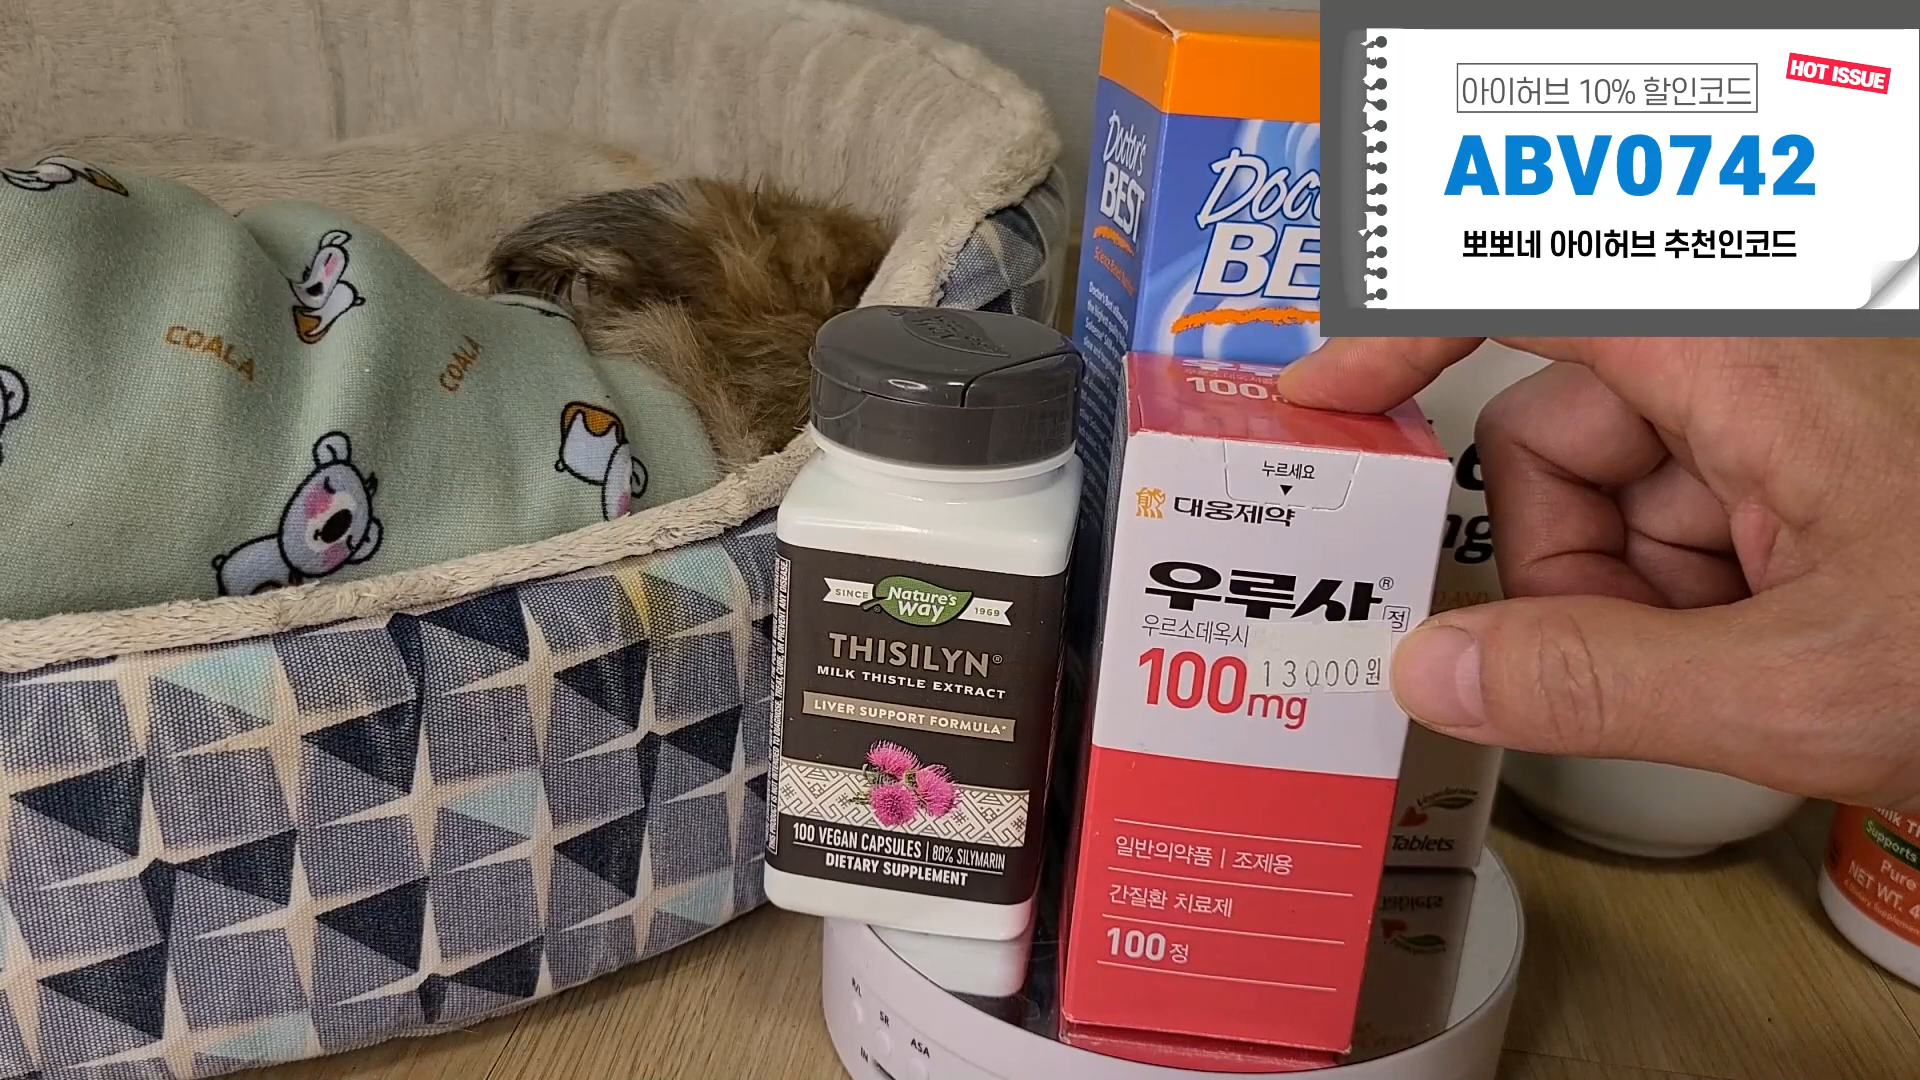 아이허브 10% 할인코드
HOT ISSUE
ABV0742
뽀뽀네 아이허브 추천인코드
COALA
COALA
Doctor's
BEST
100
누르세요
대웅제약
우루사®
정
우르소데옥시
100mg
13000원
일반의약품 | 조제용
간질환 치료제
100정
SINCE Nature's Way® 1969
THISILYN®
MILK THISTLE EXTRACT
LIVER SUPPORT FORMULA*
100 VEGAN CAPSULES | 80% SILYMARIN
DIETARY SUPPLEMENT
Tablets
Supports
Pure
NET WT. 4
R/L
SR
ASA
IN